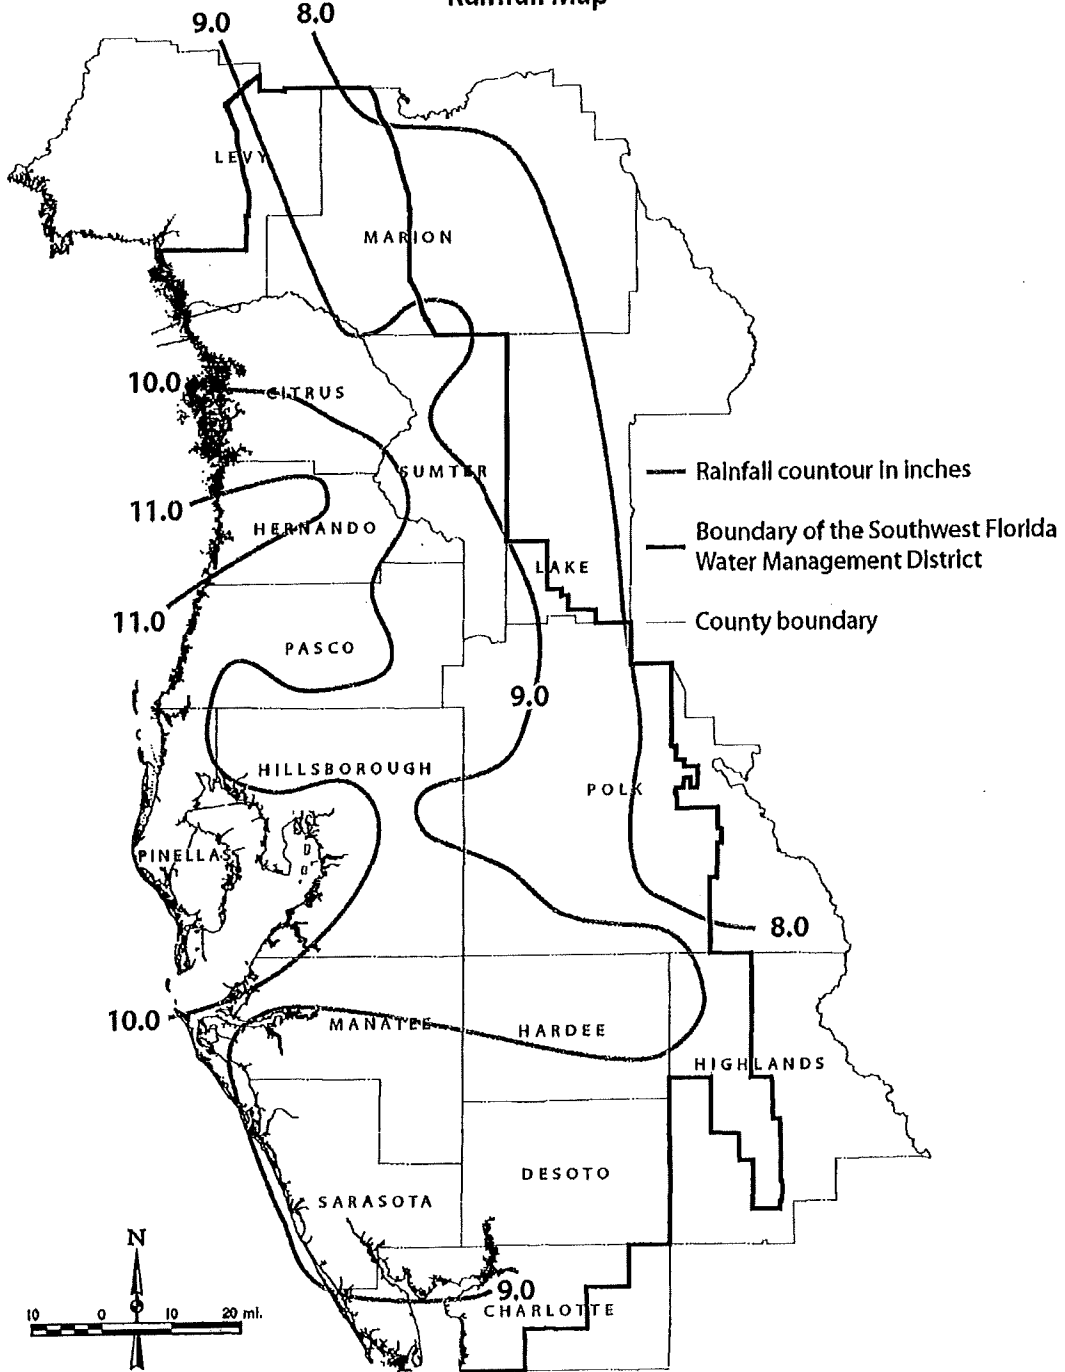 Rainfall Map
9.0
8.0
LEVY
MARION
10.0
CITRUS
SUMTER
Rainfall countour in inches
11.0
HERNANDO
Boundary of the Southwest Florida
Water Management District
LAKE
11.0
County boundary
PASCO
9.0
HILLSBOROUGH
POLK
PINELLAS
8.0
10.0
MANATEE
HARDEE
HIGHLANDS
DESOTO
SARASOTA
N
9.0
CHARLOTTE
10 0 10 20 mi.